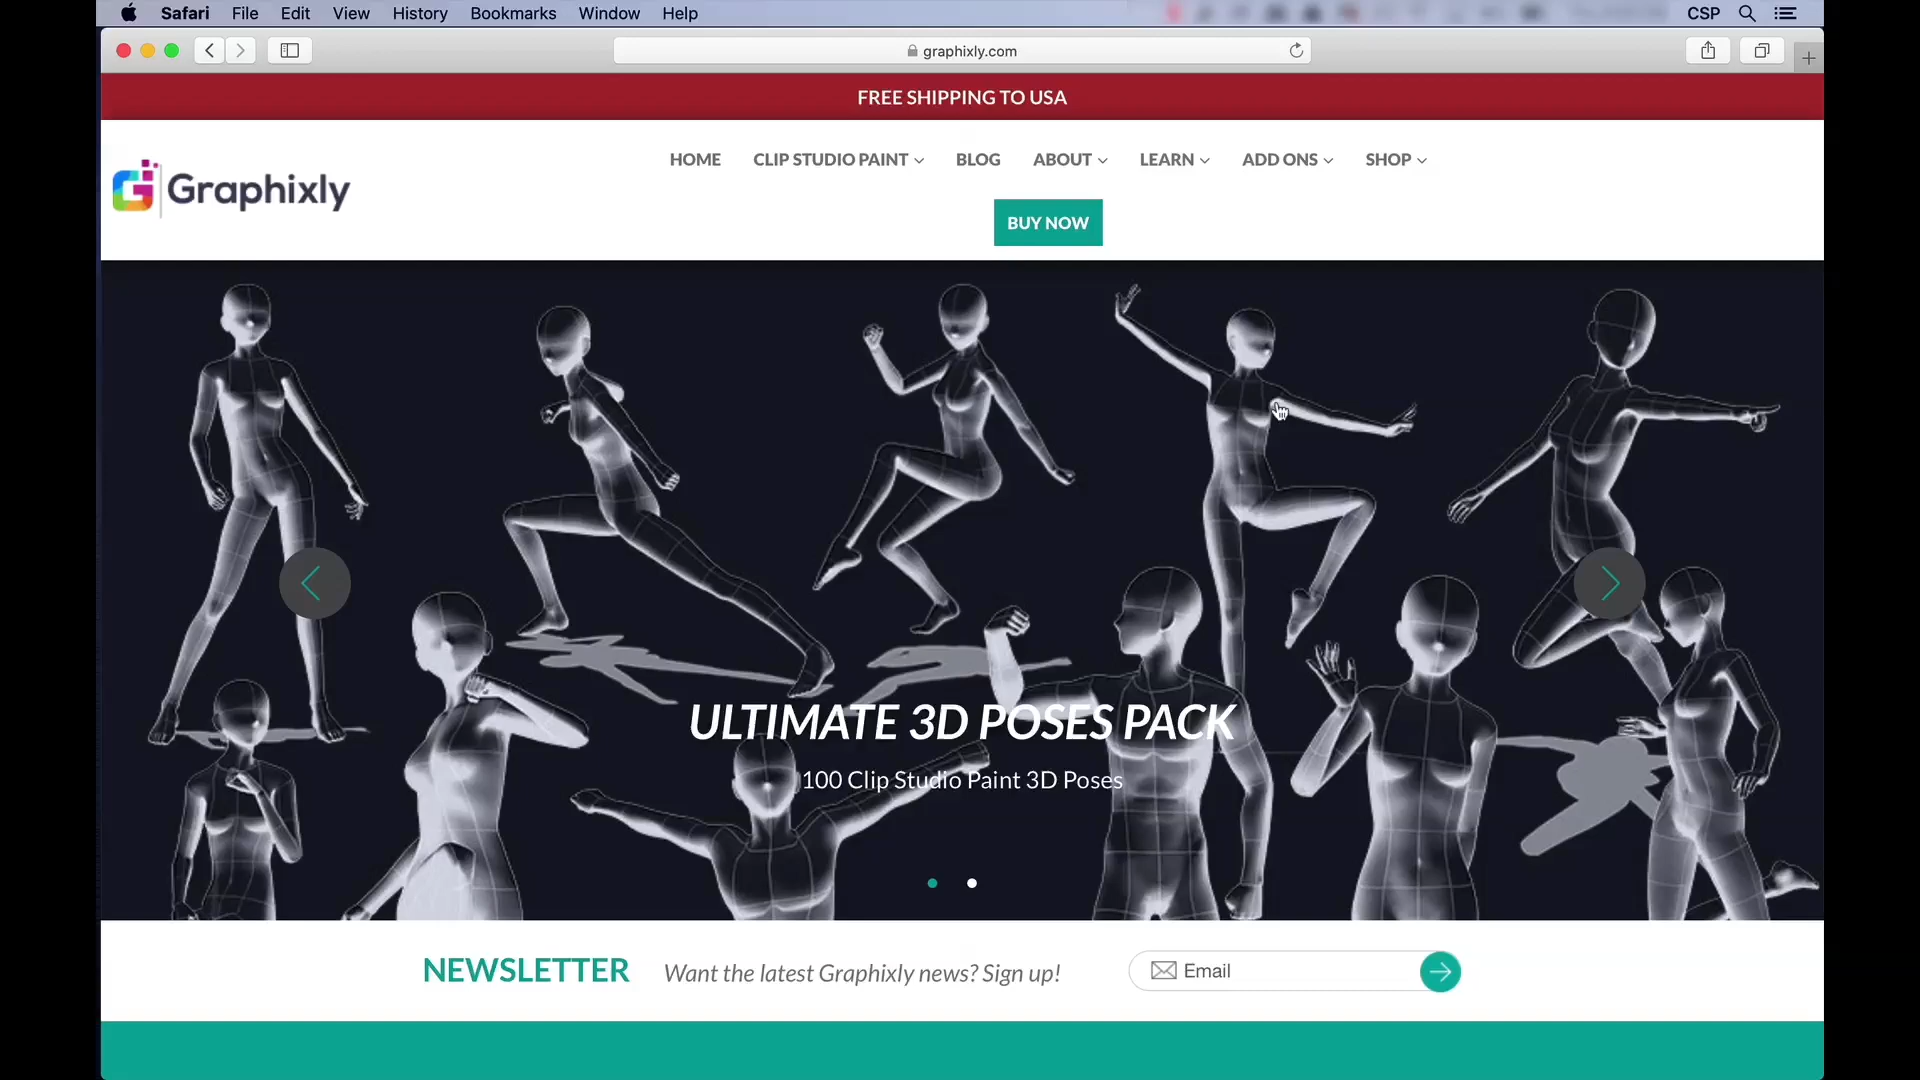 Safari File Edit View History Bookmarks Window Help CSP
graphixly.com
FREE SHIPPING TO USA
HOME CLIP STUDIO PAINT BLOG ABOUT LEARN ADD ONS SHOP
Graphixly
BUY NOW
ULTIMATE 3D POSES PACK
100 Clip Studio Paint 3D Poses
NEWSLETTER Want the latest Graphixly news? Sign up! Email